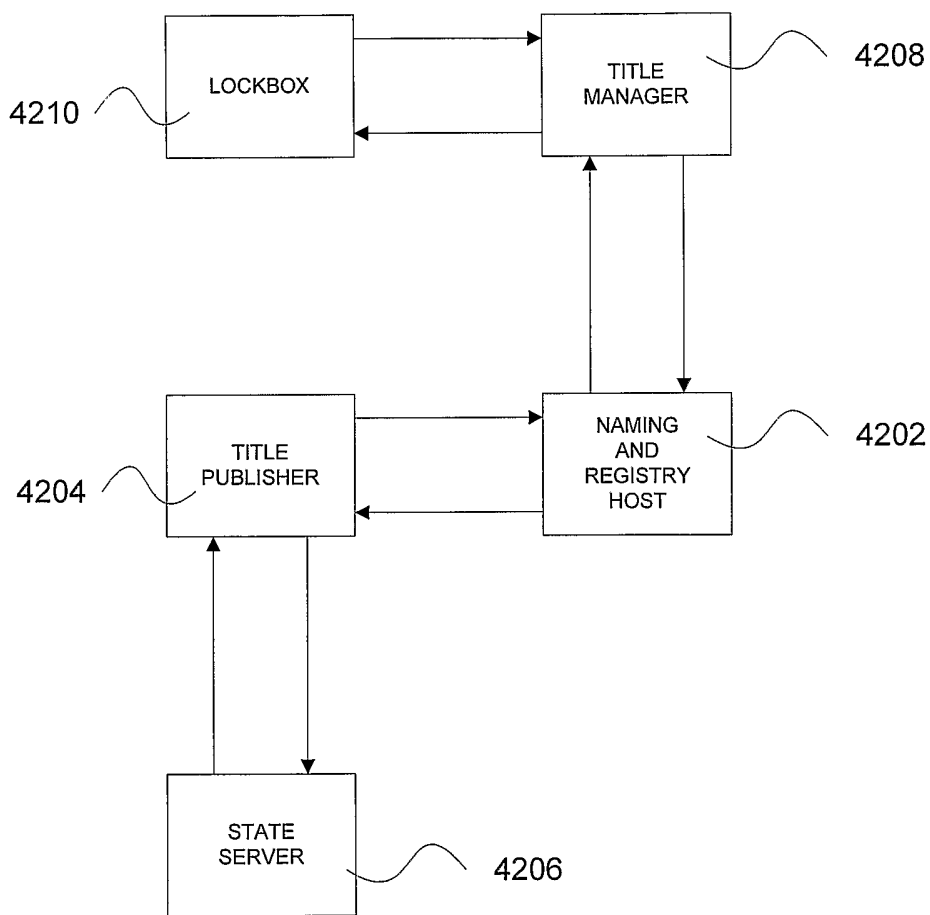 LOCKBOX
4210
TITLE
MANAGER
4208
TITLE
PUBLISHER
4204
NAMING
AND
REGISTRY
HOST
4202
STATE
SERVER
4206